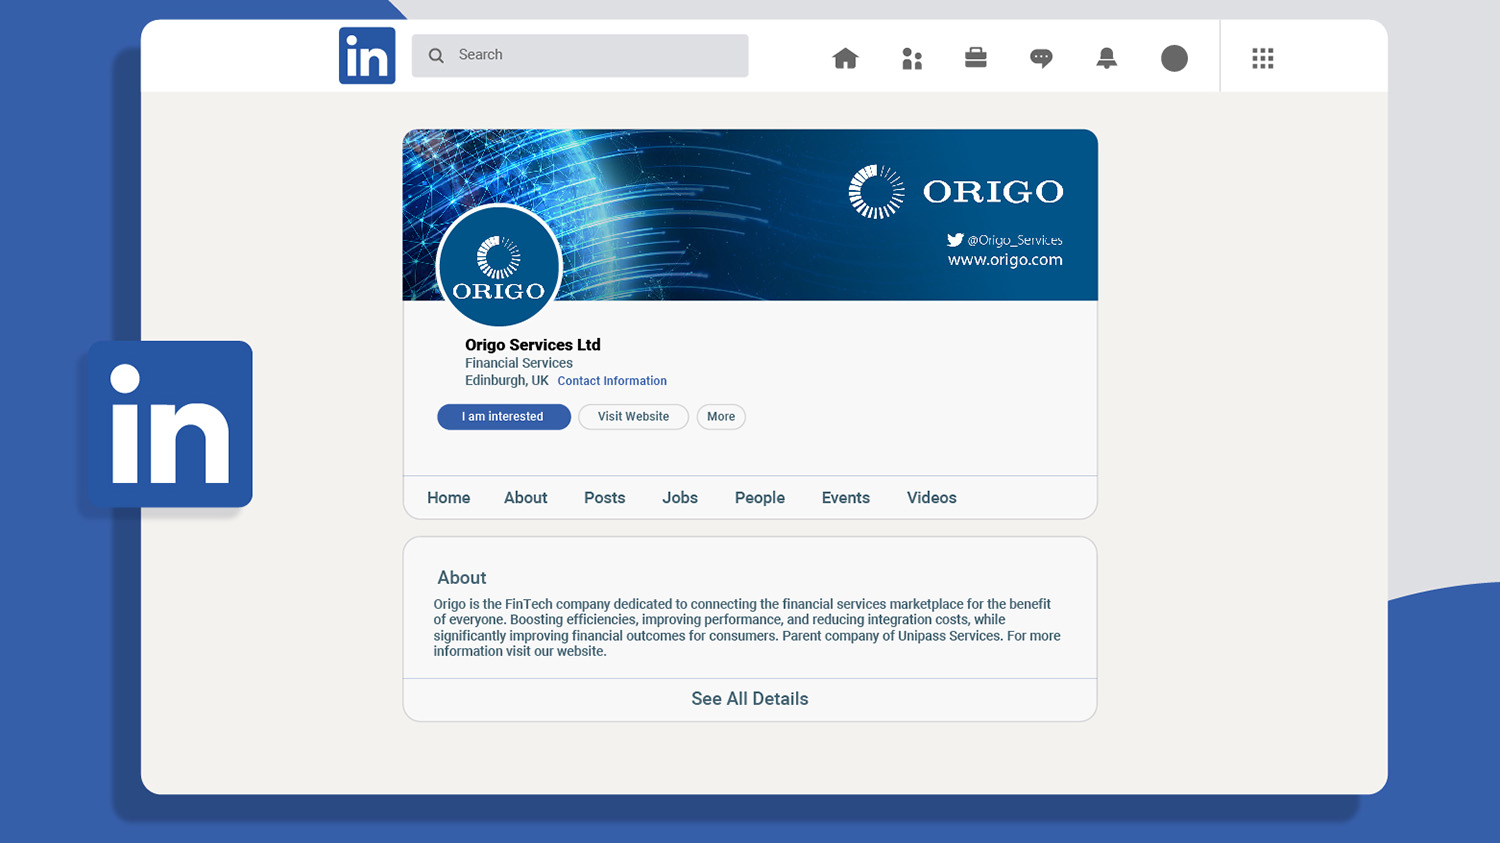 in
Search
ORIGO
@Origo_Services
www.origo.com
ORIGO
in
Origo Services Ltd
Financial Services
Edinburgh, UK Contact Information
I am interested Visit Website More
Home About Posts Jobs People Events Videos
About
Origo is the FinTech company dedicated to connecting the financial services marketplace for the benefit
of everyone. Boosting efficiencies, improving performance, and reducing integration costs, while
significantly improving financial outcomes for consumers. Parent company of Unipass Services. For more
information visit our website.
See All Details